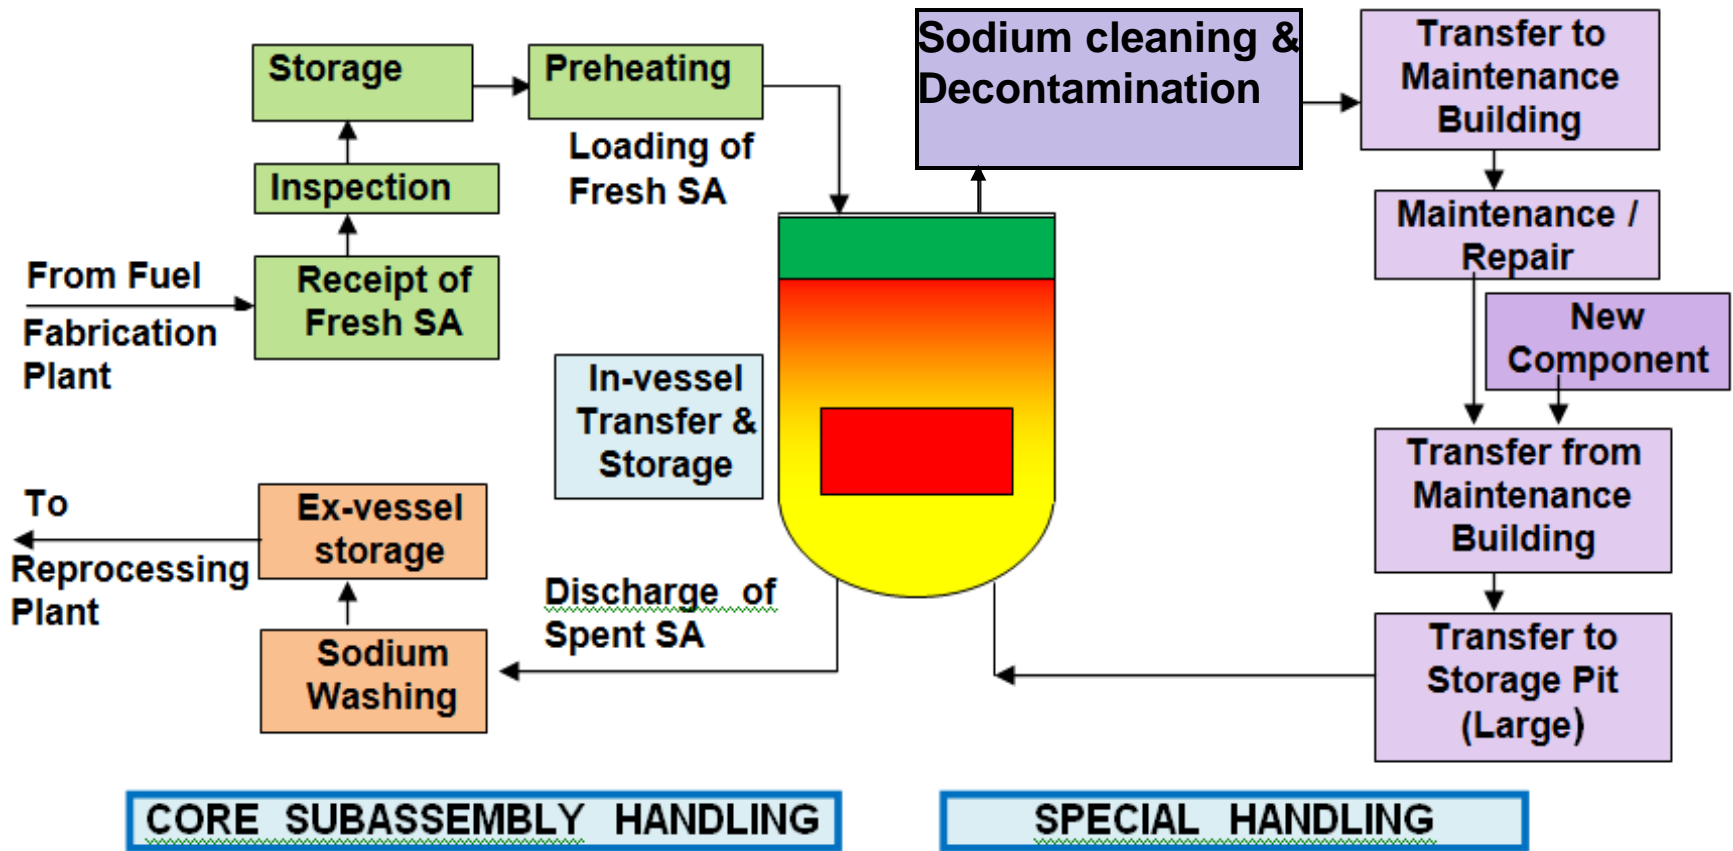 Storage
Preheating
Inspection
Loading of
Fresh SA
From Fuel
Fabrication
Plant
Receipt of
Fresh SA
In-vessel
Transfer &
Storage
To
Reprocessing
Plant
Ex-vessel
storage
Sodium
Washing
Discharge of
Spent SA
Sodium cleaning &
Decontamination
Transfer to
Maintenance
Building
Maintenance /
Repair
New
Component
Transfer from
Maintenance
Building
Transfer to
Storage Pit
(Large)
CORE SUBASSEMBLY HANDLING
SPECIAL HANDLING